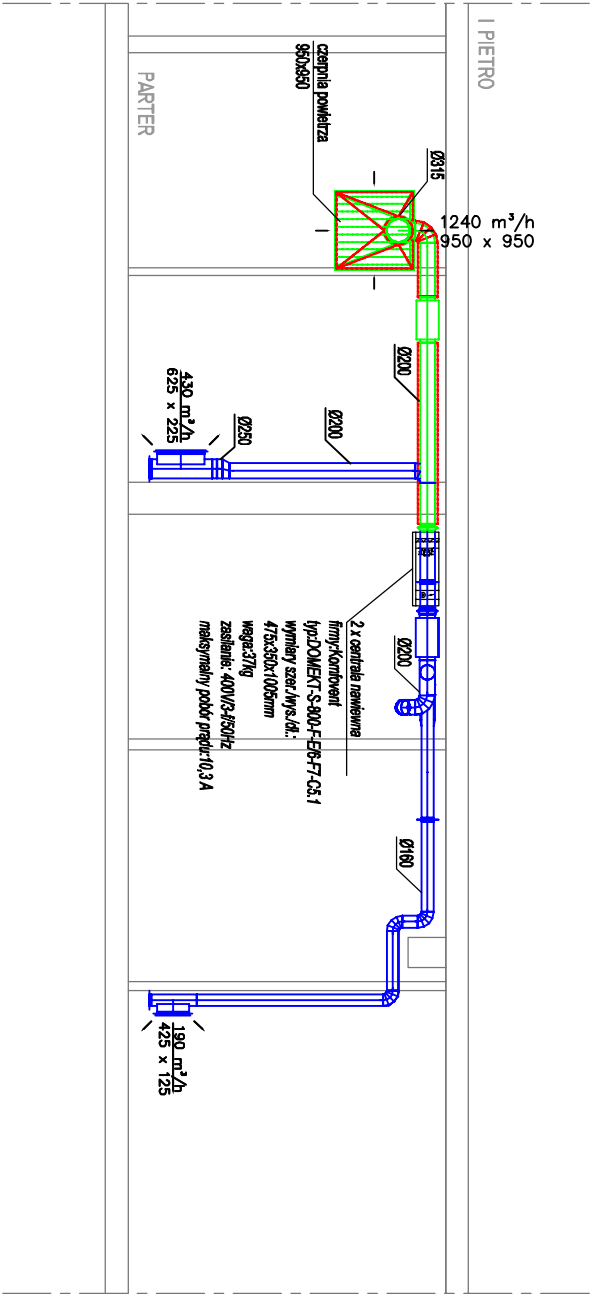 I PIETRO
PARTER
czerpnia powietrza
950x950
Ø315
1240 m³/h
950 x 950
Ø200
430 m³/h
625 x 225
Ø250
Ø200
2 x centrala nawiewna
firmy:Komfovent
typ:DOMEKT-S-800-F-E/6-F7-C5.1
wymiary szer./wys./dł.:
475x350x1005mm
waga:37kg
zasilanie: 400V/3-f/50Hz
maksymalny pobór prądu:10,3 A
Ø200
Ø160
190 m³/h
425 x 125